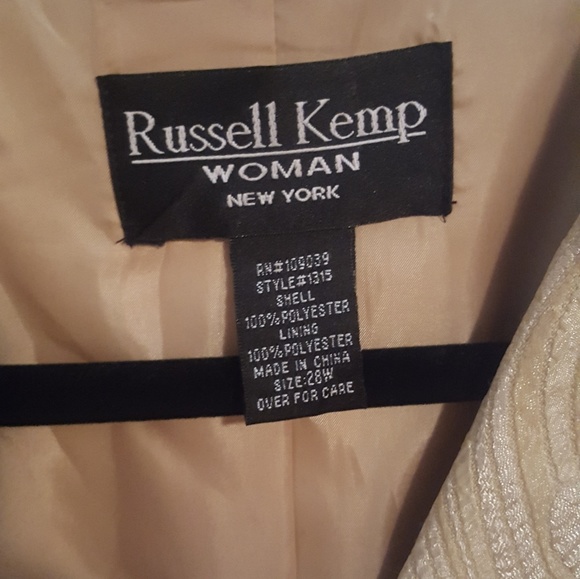 Russell Kemp
WOMAN
NEW YORK
RN#109039
STYLE#1315
SHELL
100%POLYESTER
LINING
100%POLYESTER
MADE IN CHINA
SIZE:28W
OVER FOR CARE